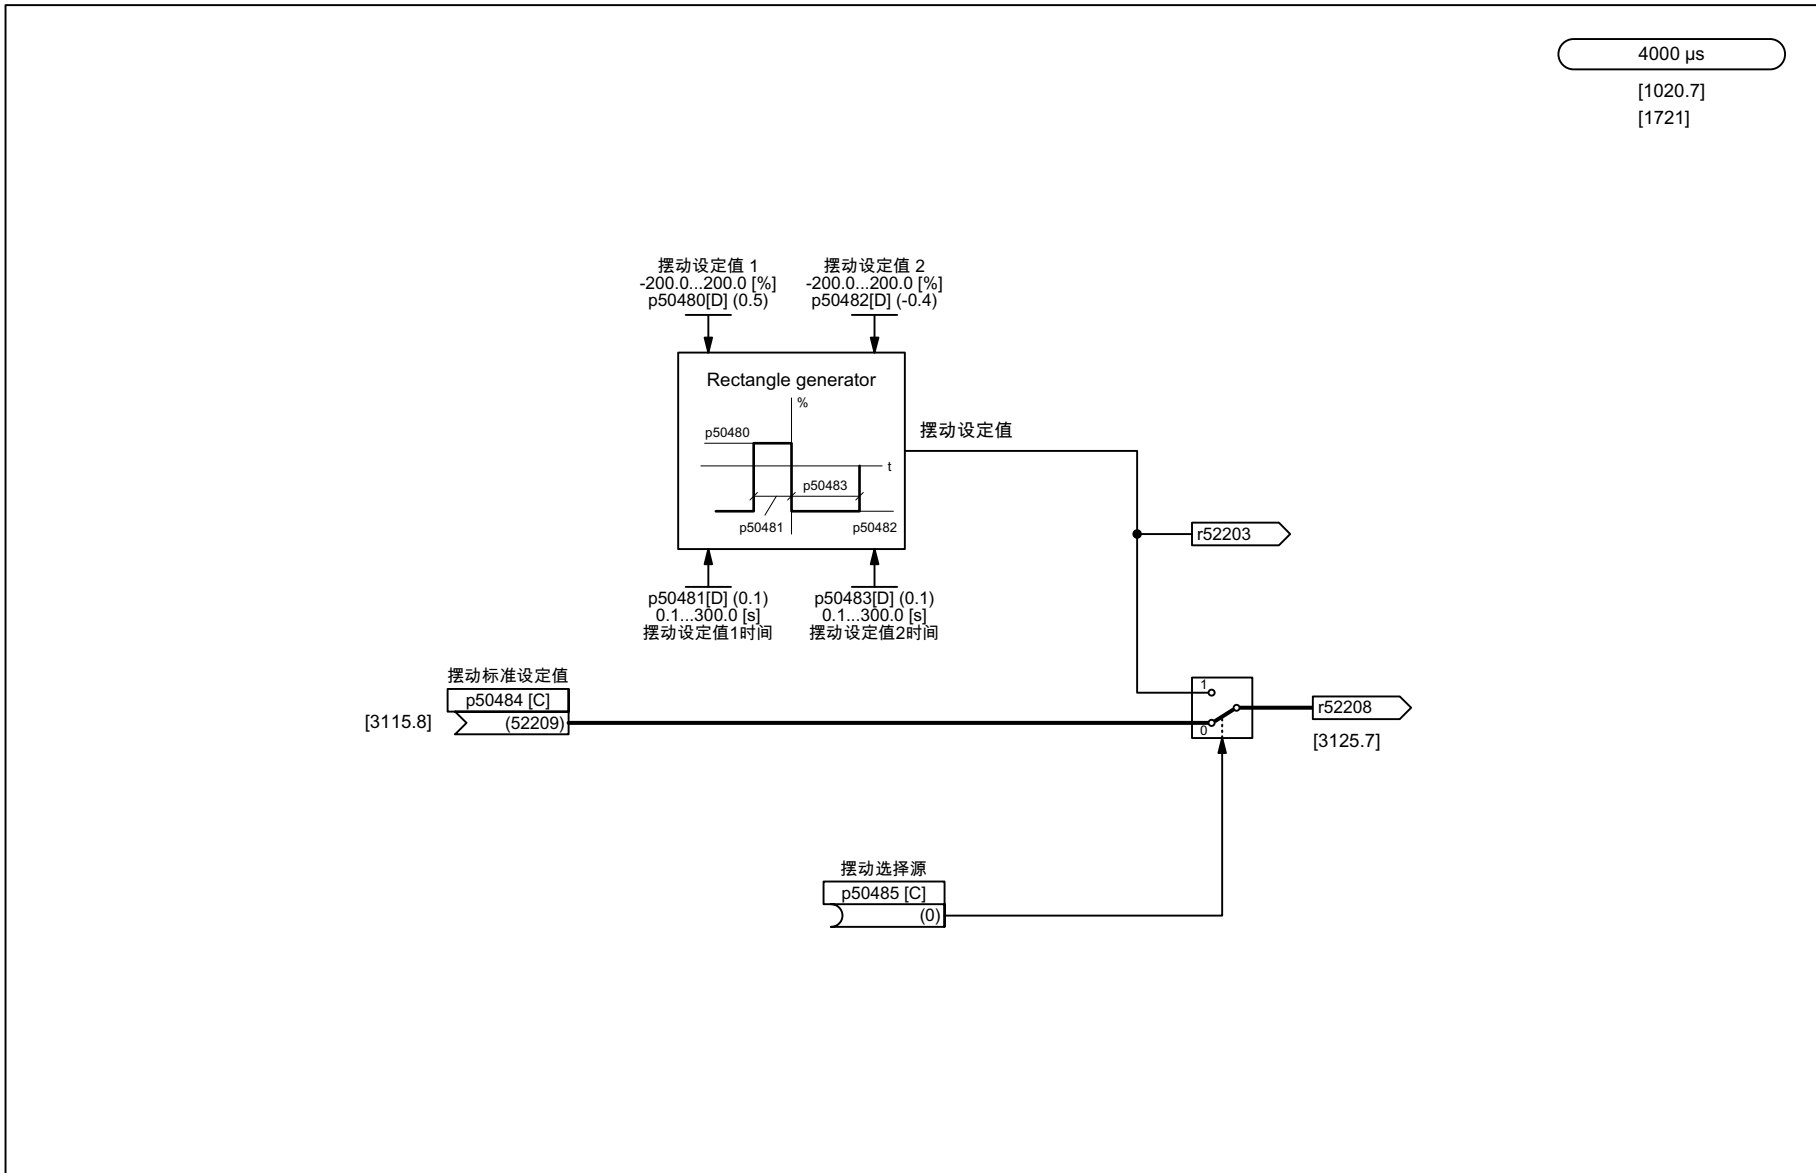 4000 µs
[1020.7]
[1721]
摆动设定值 1
-200.0...200.0 [%]
p50480[D] (0.5)
摆动设定值 2
-200.0...200.0 [%]
p50482[D] (-0.4)
Rectangle generator
%
p50480
t
p50483
p50481
p50482
摆动设定值
r52203
p50481[D] (0.1)
0.1...300.0 [s]
摆动设定值1时间
p50483[D] (0.1)
0.1...300.0 [s]
摆动设定值2时间
摆动标准设定值
p50484 [C]
[3115.8]
(52209)
1
0
r52208
[3125.7]
摆动选择源
p50485 [C]
(0)